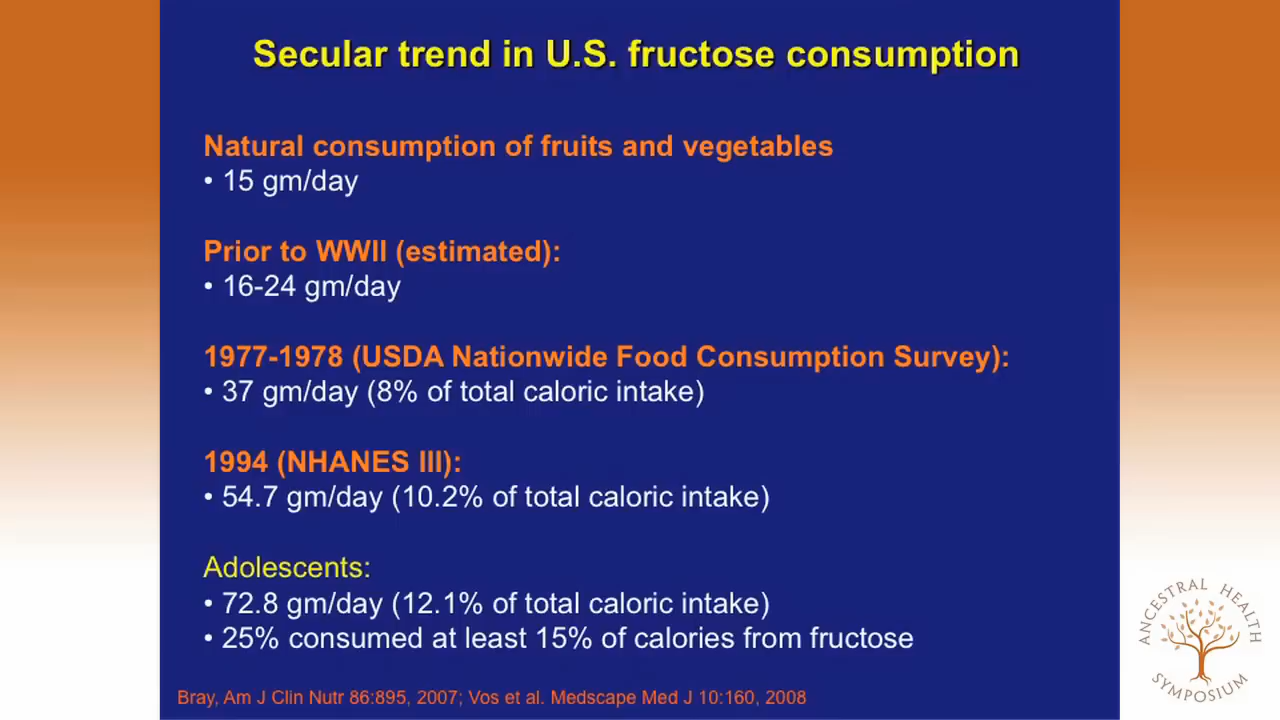 Secular trend in U.S. fructose consumption
Natural consumption of fruits and vegetables
• 15 gm/day
Prior to WWII (estimated):
• 16-24 gm/day
1977-1978 (USDA Nationwide Food Consumption Survey):
• 37 gm/day (8% of total caloric intake)
1994 (NHANES III):
• 54.7 gm/day (10.2% of total caloric intake)
Adolescents:
• 72.8 gm/day (12.1% of total caloric intake)
• 25% consumed at least 15% of calories from fructose
Bray, Am J Clin Nutr 86:895, 2007; Vos et al. Medscape Med J 10:160, 2008
ANCESTRAL HEALTH
SYMPOSIUM